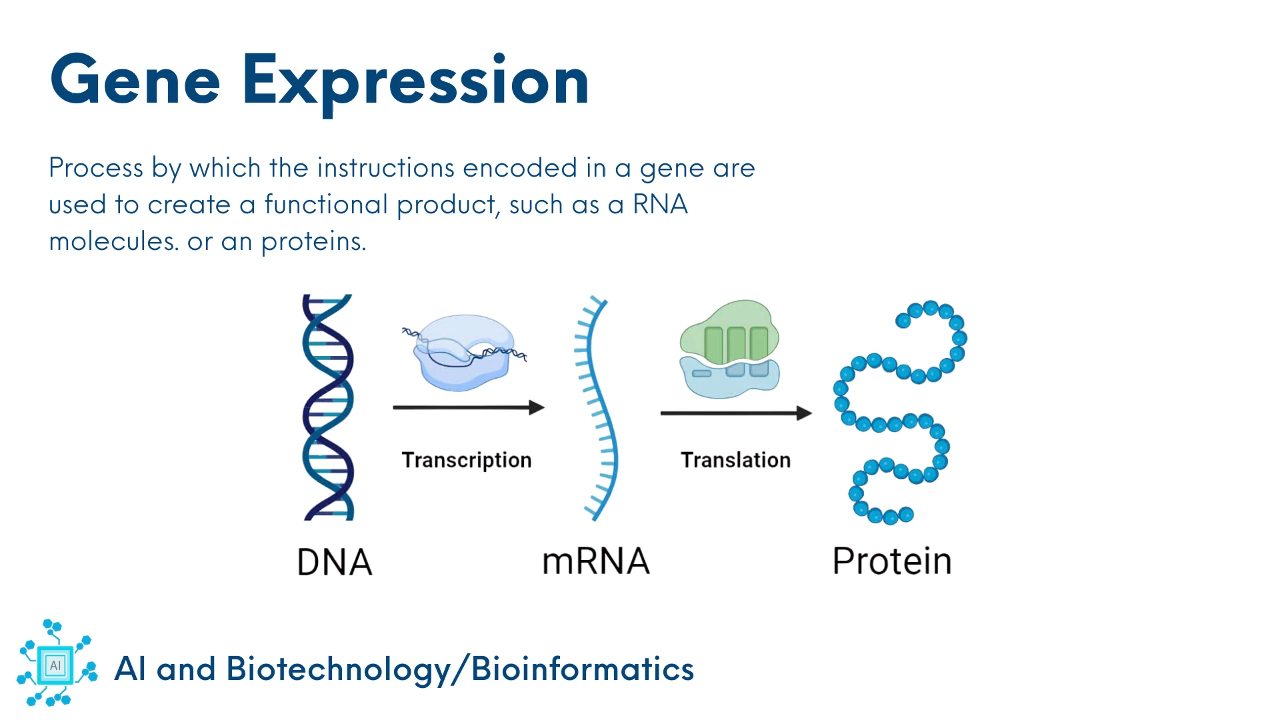 Gene Expression
Process by which the instructions encoded in a gene are
used to create a functional product, such as a RNA
molecules. or an proteins.
Transcription
Translation
DNA
mRNA
Protein
AI
AI and Biotechnology/Bioinformatics